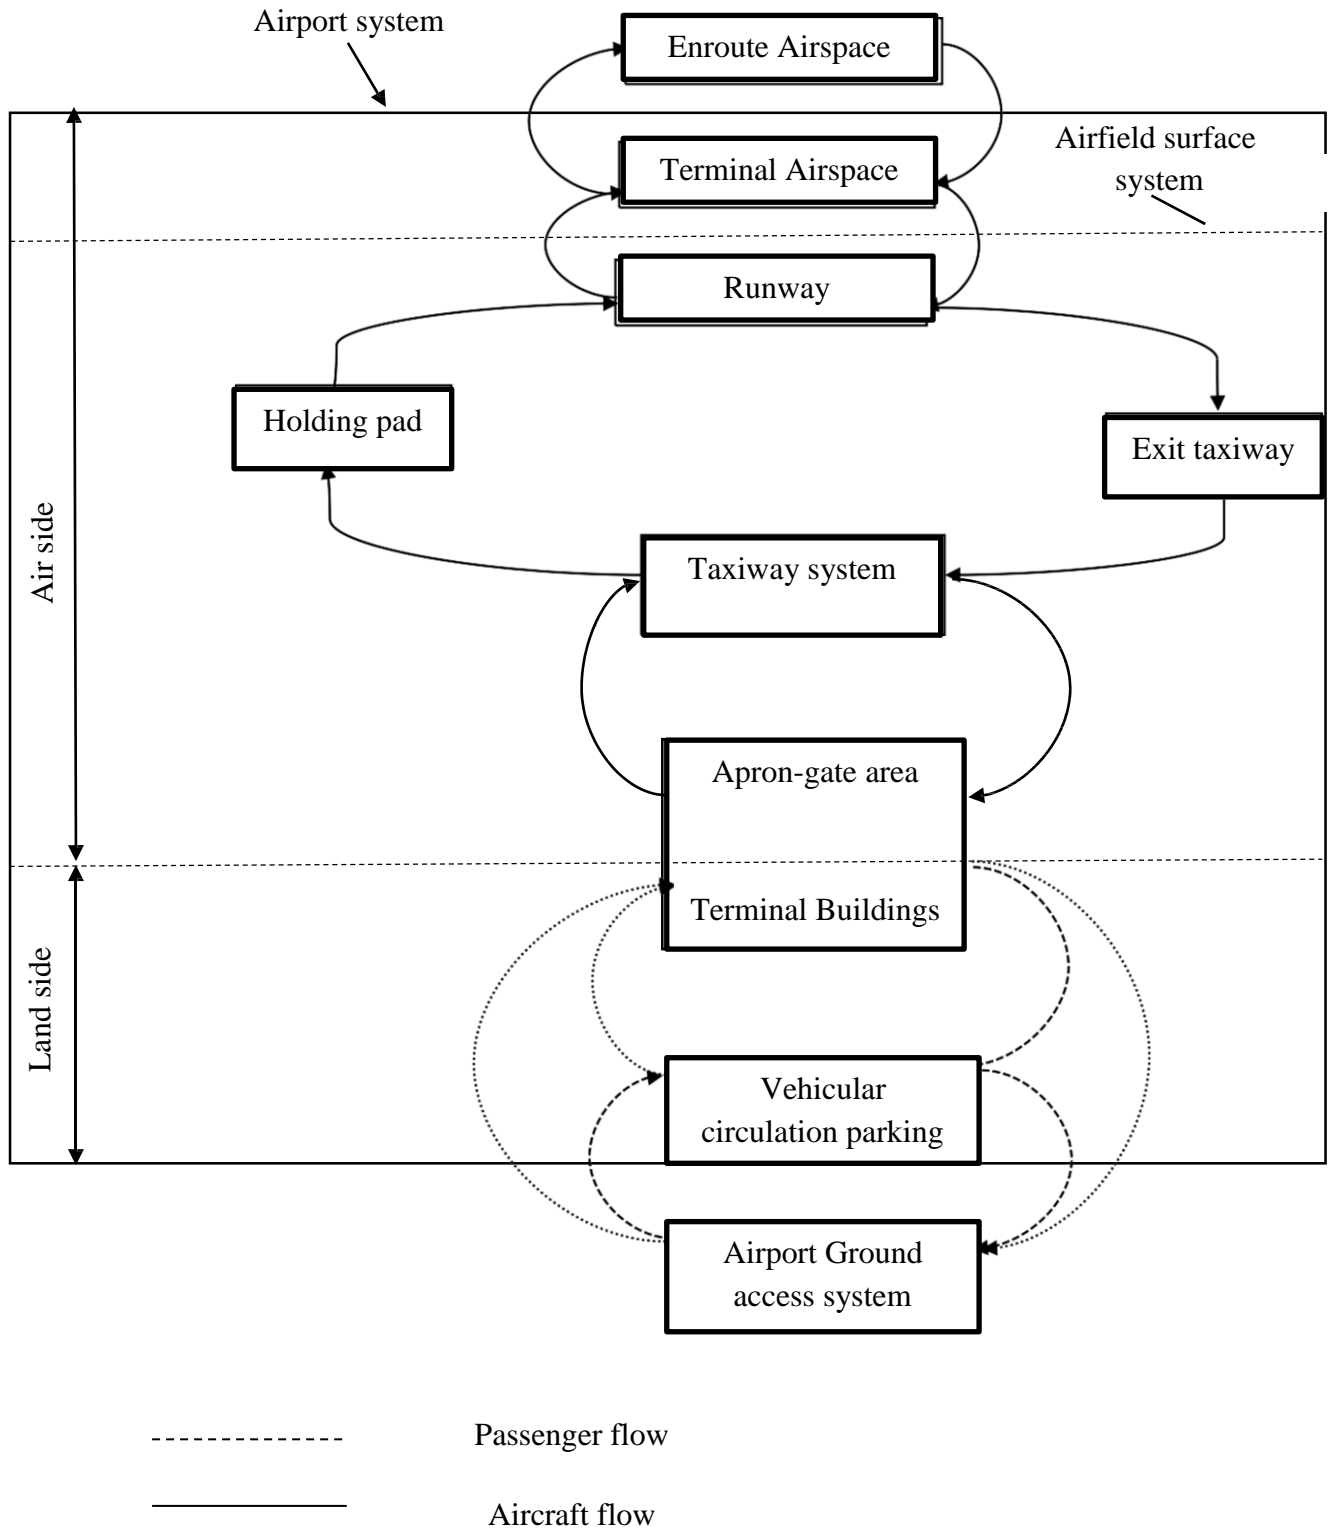 Airport system
Enroute Airspace
Airfield surface
system
Terminal Airspace
Runway
Holding pad
Exit taxiway
Air side
Taxiway system
Apron-gate area
Terminal Buildings
Land side
Vehicular
circulation parking
Airport Ground
access system
Passenger flow
Aircraft flow